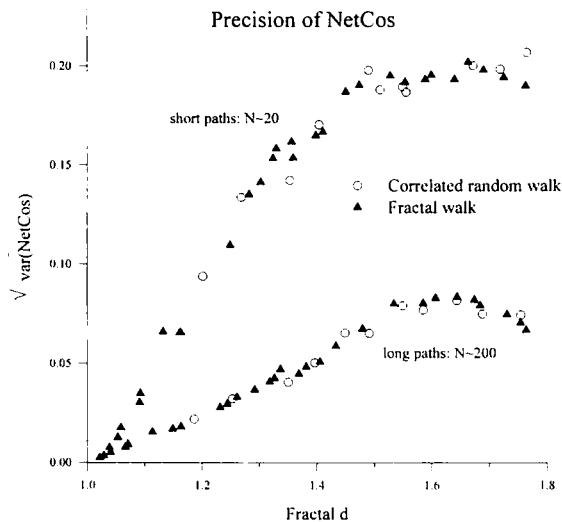 Precision of NetCos
0.20
short paths: N~20
0.15
Correlated random walk
Fractal walk
√ var(NetCos)
0.10
0.05
long paths: N~200
0.00
1.0 1.2 1.4 1.6 1.8
Fractal d